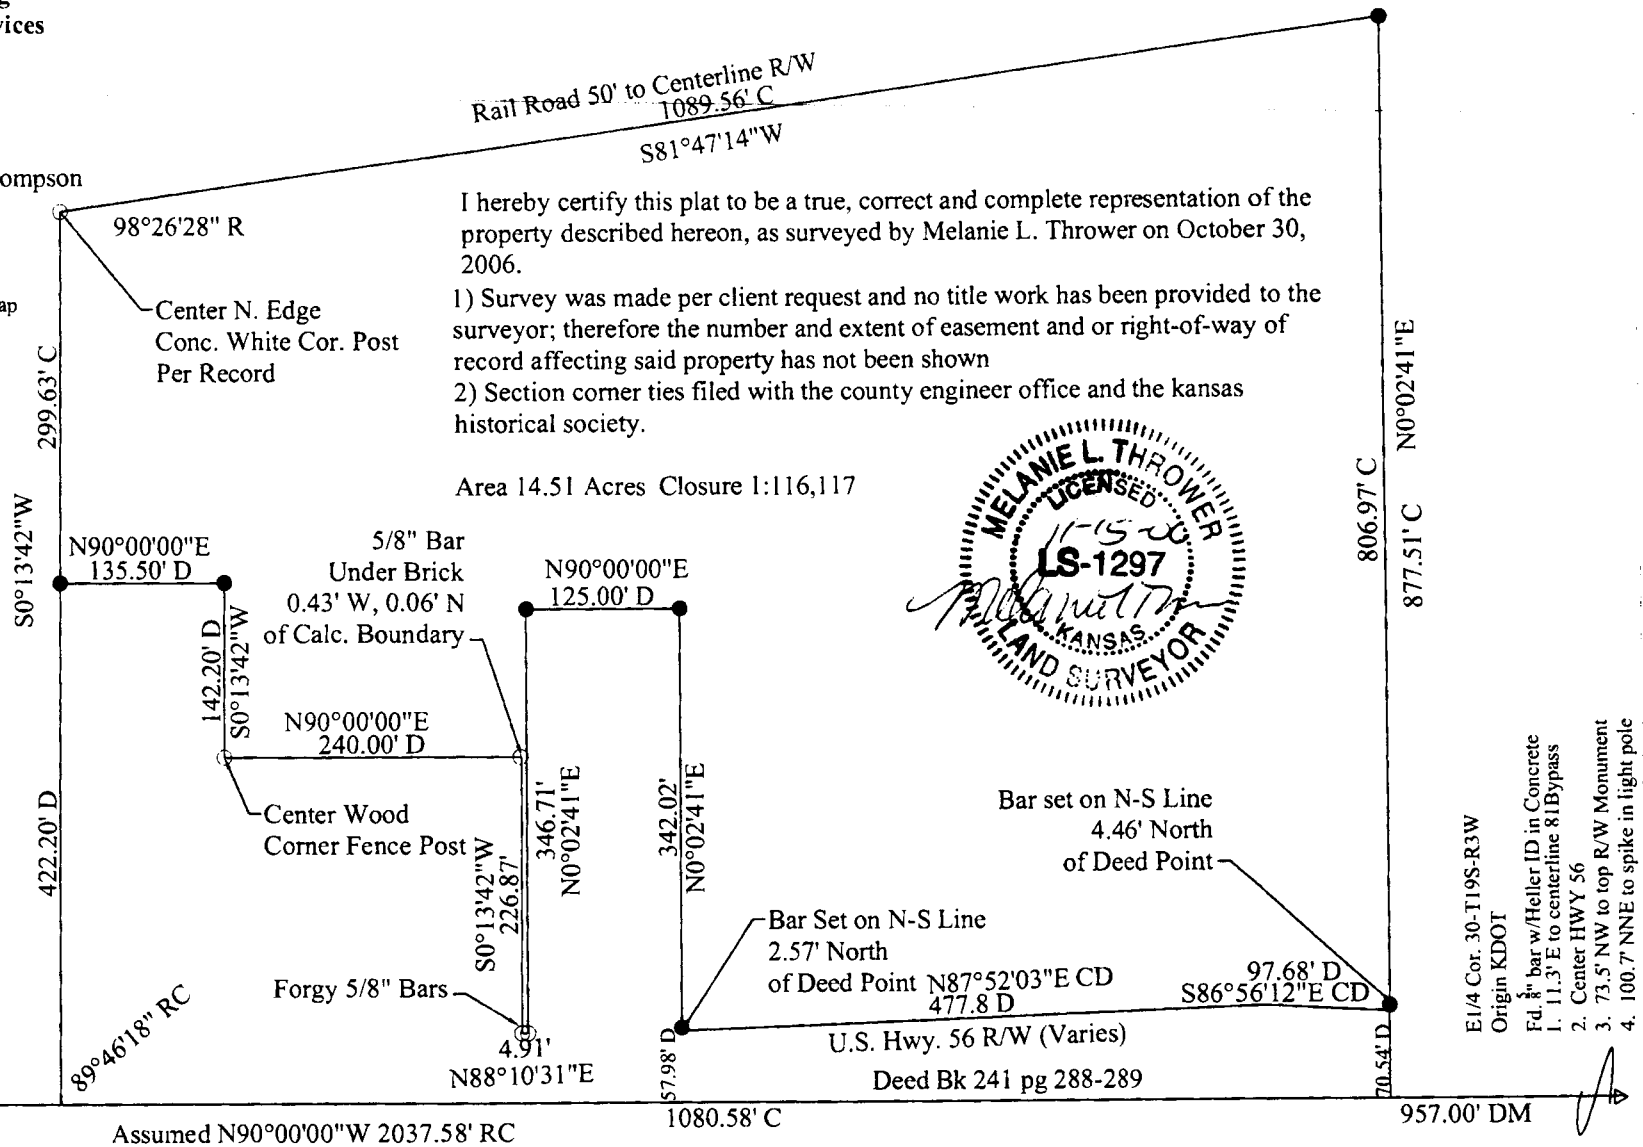 vices
ompson
ap
Rail Road 50' to Centerline R/W
1089.56' C
S81°47'14"W
98°26'28" R
Center N. Edge
Conc. White Cor. Post
Per Record
I hereby certify this plat to be a true, correct and complete representation of the
property described hereon, as surveyed by Melanie L. Thrower on October 30,
2006.
1) Survey was made per client request and no title work has been provided to the
surveyor; therefore the number and extent of easement and or right-of-way of
record affecting said property has not been shown
2) Section corner ties filed with the county engineer office and the kansas
historical society.
Area 14.51 Acres Closure 1:116,117
299.63' C
S0°13'42"W
N90°00'00"E
135.50' D
142.20' D
S0°13'42"W
5/8" Bar
Under Brick
0.43' W, 0.06' N
of Calc. Boundary
N90°00'00"E
125.00' D
N90°00'00"E
240.00' D
Center Wood
Corner Fence Post
422.20' D
S0°13'42"W
226.87'
346.71'
N0°02'41"E
342.02'
N0°02'41"E
MELANIE L. THROWER
LICENSED
LS-1297
KANSAS
LAND SURVEYOR
806.97' C
N0°02'41"E
877.51' C
Bar set on N-S Line
4.46' North
of Deed Point
Bar Set on N-S Line
2.57' North
of Deed Point
N87°52'03"E CD
477.8 D
97.68' D
S86°56'12"E CD
Forgy 5/8" Bars
4.91'
N88°10'31"E
57.98' D
U.S. Hwy. 56 R/W (Varies)
Deed Bk 241 pg 288-289
70.54' D
89°46'18" RC
Assumed N90°00'00"W 2037.58' RC
1080.58' C
957.00' DM
E1/4 Cor. 30-T19S-R3W
Origin KDOT
Fd. bar w/Heller ID in Concrete
1. 11.3' E to centerline 81Bypass
2. Center HWY 56
3. 73.5' NW to top R/W Monument
4. 100.7' NNE to spike in light pole